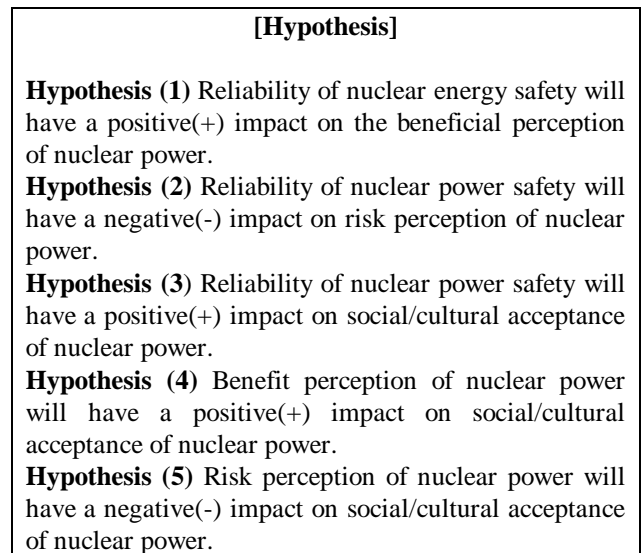 [Hypothesis]
Hypothesis (1) Reliability of nuclear energy safety will
have a positive(+) impact on the beneficial perception
of nuclear power.
Hypothesis (2) Reliability of nuclear power safety will
have a negative(-) impact on risk perception of nuclear
power.
Hypothesis (3) Reliability of nuclear power safety will
have a positive(+) impact on social/cultural acceptance
of nuclear power.
Hypothesis (4) Benefit perception of nuclear power
will have a positive(+) impact on social/cultural
acceptance of nuclear power.
Hypothesis (5) Risk perception of nuclear power will
have a negative(-) impact on social/cultural acceptance
of nuclear power.